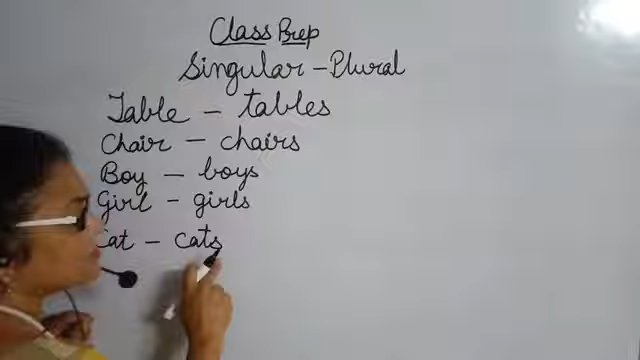 Class Prep
Singular - Plural
Table - tables
Chair - chairs
Boy - boys
Girl - girls
Cat - cats